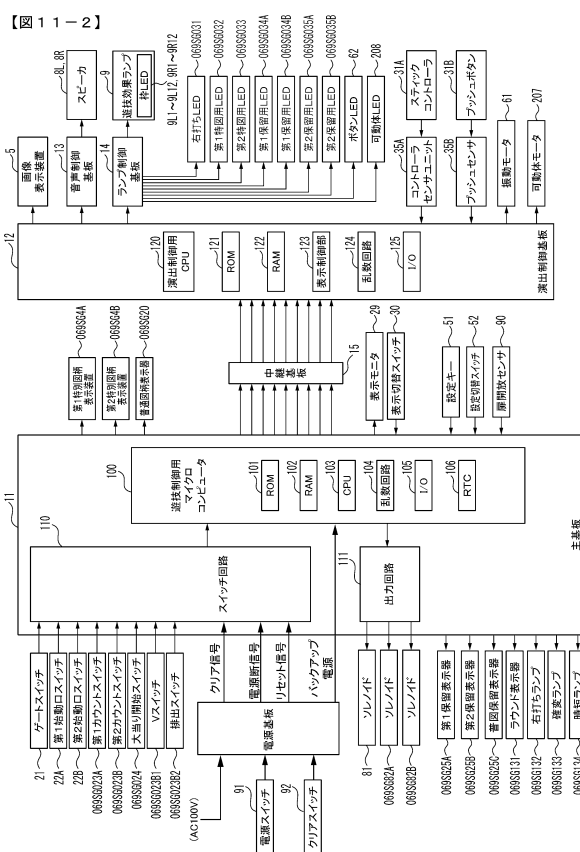 【図11-2】
5
画像
表示装置
8L, 8R
スピーカ
13
音声制御
基板
9
遊技効果ランプ
枠LED
9L1～9L12, 9R1～9R12
14
ランプ制御
基板
右打ちLED
069SG031
第1特図用LED
069SG032
第2特図用LED
069SG033
第1保留用LED
069SG034A
第1保留用LED
069SG034B
第2保留用LED
069SG035A
第2保留用LED
069SG035B
ボタンLED
62
可動体LED
208
31A
スティック
コントローラ
35A
コントローラ
センサユニット
31B
プッシュボタン
35B
プッシュセンサ
61
振動モータ
207
可動体モータ
12
120
演出制御用
CPU
121
ROM
122
RAM
123
表示制御部
124
乱数回路
125
I/O
演出制御基板
069SG4A
第1特別図柄
表示装置
069SG4B
第2特別図柄
表示装置
069SG20
普通図柄表示器
中継
基板
15
29
表示モニタ
30
表示切替スイッチ
51
設定キー
52
設定切替スイッチ
90
扉開放センサ
11
100
遊技制御用
マイクロ
コンピュータ
101
ROM
102
RAM
103
CPU
104
乱数回路
105
I/O
106
RTC
主基板
110
スイッチ回路
111
出力回路
クリア信号
電源断信号
リセット信号
バックアップ
電源
21
ゲートスイッチ
22A
第1始動口スイッチ
22B
第2始動口スイッチ
069SG023A
第1カウントスイッチ
069SG023B
第2カウントスイッチ
069SG024
大当り開始スイッチ
069SG023B1
Vスイッチ
069SG023B2
排出スイッチ
(AC100V)
電源基板
91
電源スイッチ
92
クリアスイッチ
81
ソレノイド
069SG82A
ソレノイド
069SG82B
ソレノイド
069SG25A
第1保留表示器
069SG25B
第2保留表示器
069SG25C
普図保留表示器
069SG131
ラウンド表示器
069SG132
右打ちランプ
069SG133
確変ランプ
069SG134
時短ランプ